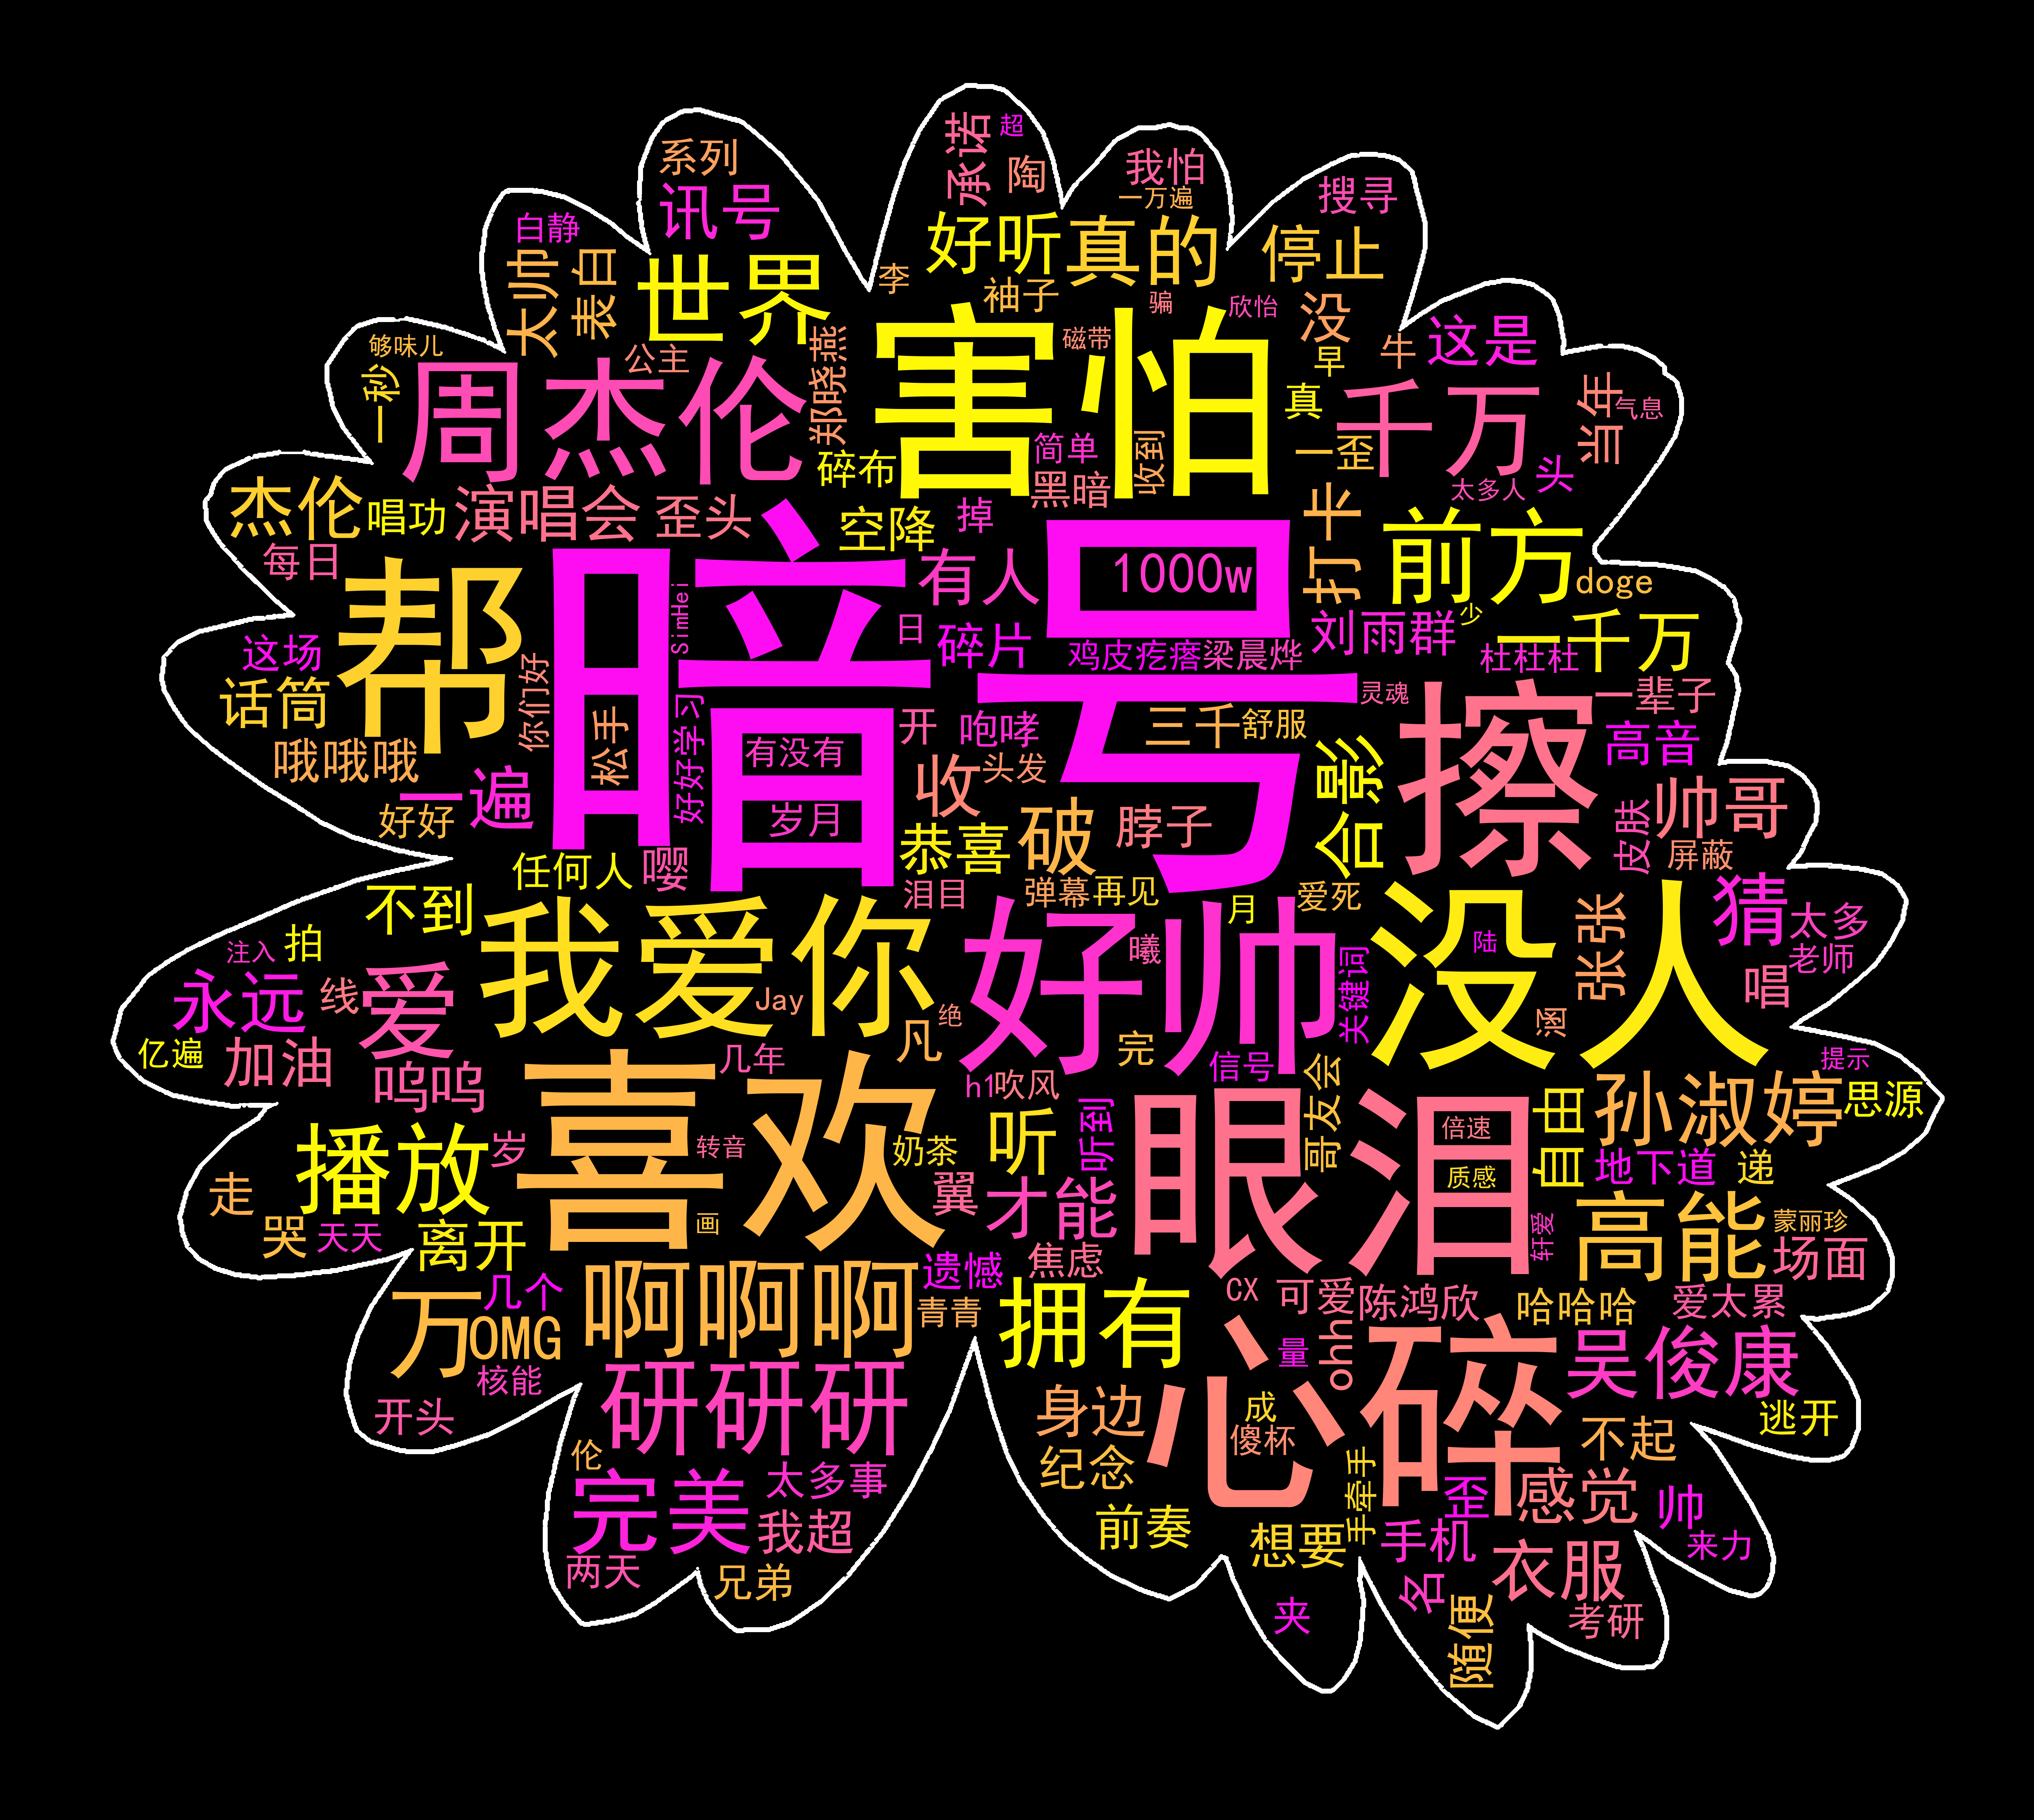 承诺
超
陶
系列
我怕
一万遍
搜寻
讯号
白静
好听
真的
停止
太帅
表白
世界
李
袖子
骗
欣怡
没
害怕
磁带
够味儿
公主
郑晓燕
早
牛
这是
一秒
周杰伦
真
千万
当年
气息
碎布
简单
收到
一歪
黑暗
太多人
头
杰伦
唱功
演唱会
歪头
空降
掉
打卡
前方
每日
有人
1000w
doge
帮
暗号
SimHei
日
碎片
鸡皮疙瘩
梁晨烨
刘雨群
少
一千万
杜杜杜
这场
话筒
你们好
松手
好好学习
有没有
开
咆哮
三千
舒服
灵魂
擦
一辈子
高音
哦哦哦
一遍
收
头发
合影
皮肤
帅哥
好好
岁月
恭喜
破
脖子
屏蔽
任何人
嘤
泪目
弹幕
再见
爱死
月
猜
太多
不到
我爱你
好帅
没人
张张
老师
注入
拍
曦
陆
唱
永远
线
爱
Jay
绝
凡
完
关键词
涵
亿遍
加油
呜呜
几年
h1
吹风
信号
提示
喜欢
眼泪
哥友会
自由
孙淑婷
思源
播放
岁
转音
奶茶
听
听到
倍速
质感
地下道
递
走
翼
才能
高能
蒙丽珍
哭
天天
离开
画
轩爱
场面
几个
啊啊啊
遗憾
焦虑
拥有
CX
可爱
陈鸿欣
哈哈哈
爱太累
万
OMG
青青
量
ohh
心碎
吴俊康
核能
研研研
身边
成
傻杯
逃开
开头
伦
纪念
不起
完美
太多事
手牵手
歪
感觉
帅
我超
前奏
想要
手机
来力
两天
兄弟
名
衣服
夹
随便
考研